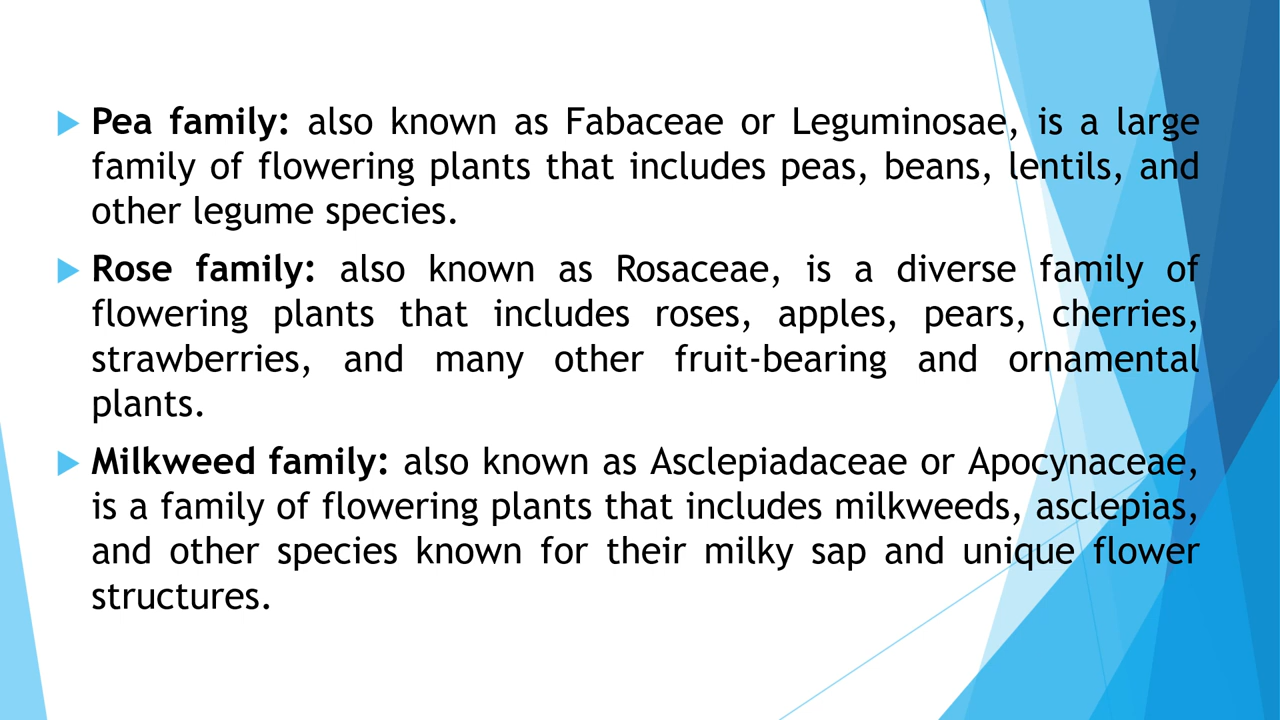 Pea family: also known as Fabaceae or Leguminosae, is a large
family of flowering plants that includes peas, beans, lentils, and
other legume species.
Rose family: also known as Rosaceae, is a diverse family of
flowering plants that includes roses, apples, pears, cherries,
strawberries, and many other fruit-bearing and ornamental
plants.
Milkweed family: also known as Asclepiadaceae or Apocynaceae,
is a family of flowering plants that includes milkweeds, asclepias,
and other species known for their milky sap and unique flower
structures.